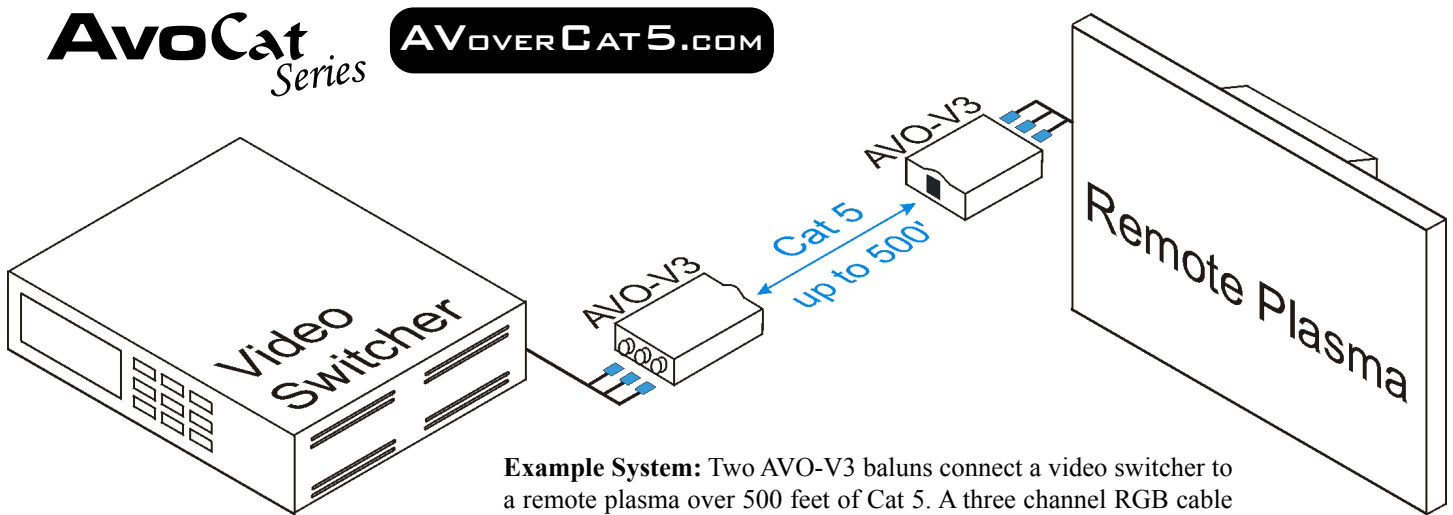 AvoCat
Series
AVoverCat5.com
AVO-V3
Remote Plasma
Cat 5
up to 500'
AVO-V3
Video
Switcher
Example System: Two AVO-V3 baluns connect a video switcher to
a remote plasma over 500 feet of Cat 5. A three channel RGB cable